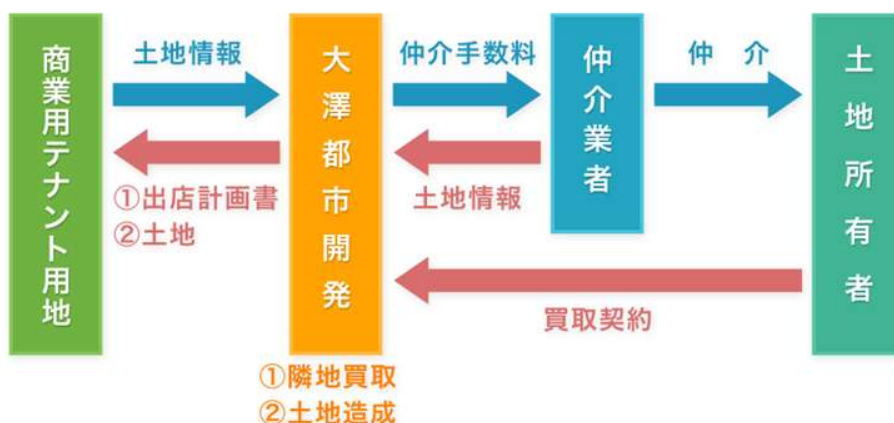 商業用テナント用地
土地情報
①出店計画書
②土地
大澤都市開発
①隣地買取
②土地造成
仲介手数料
土地情報
仲介業者
仲 介
買取契約
土地所有者